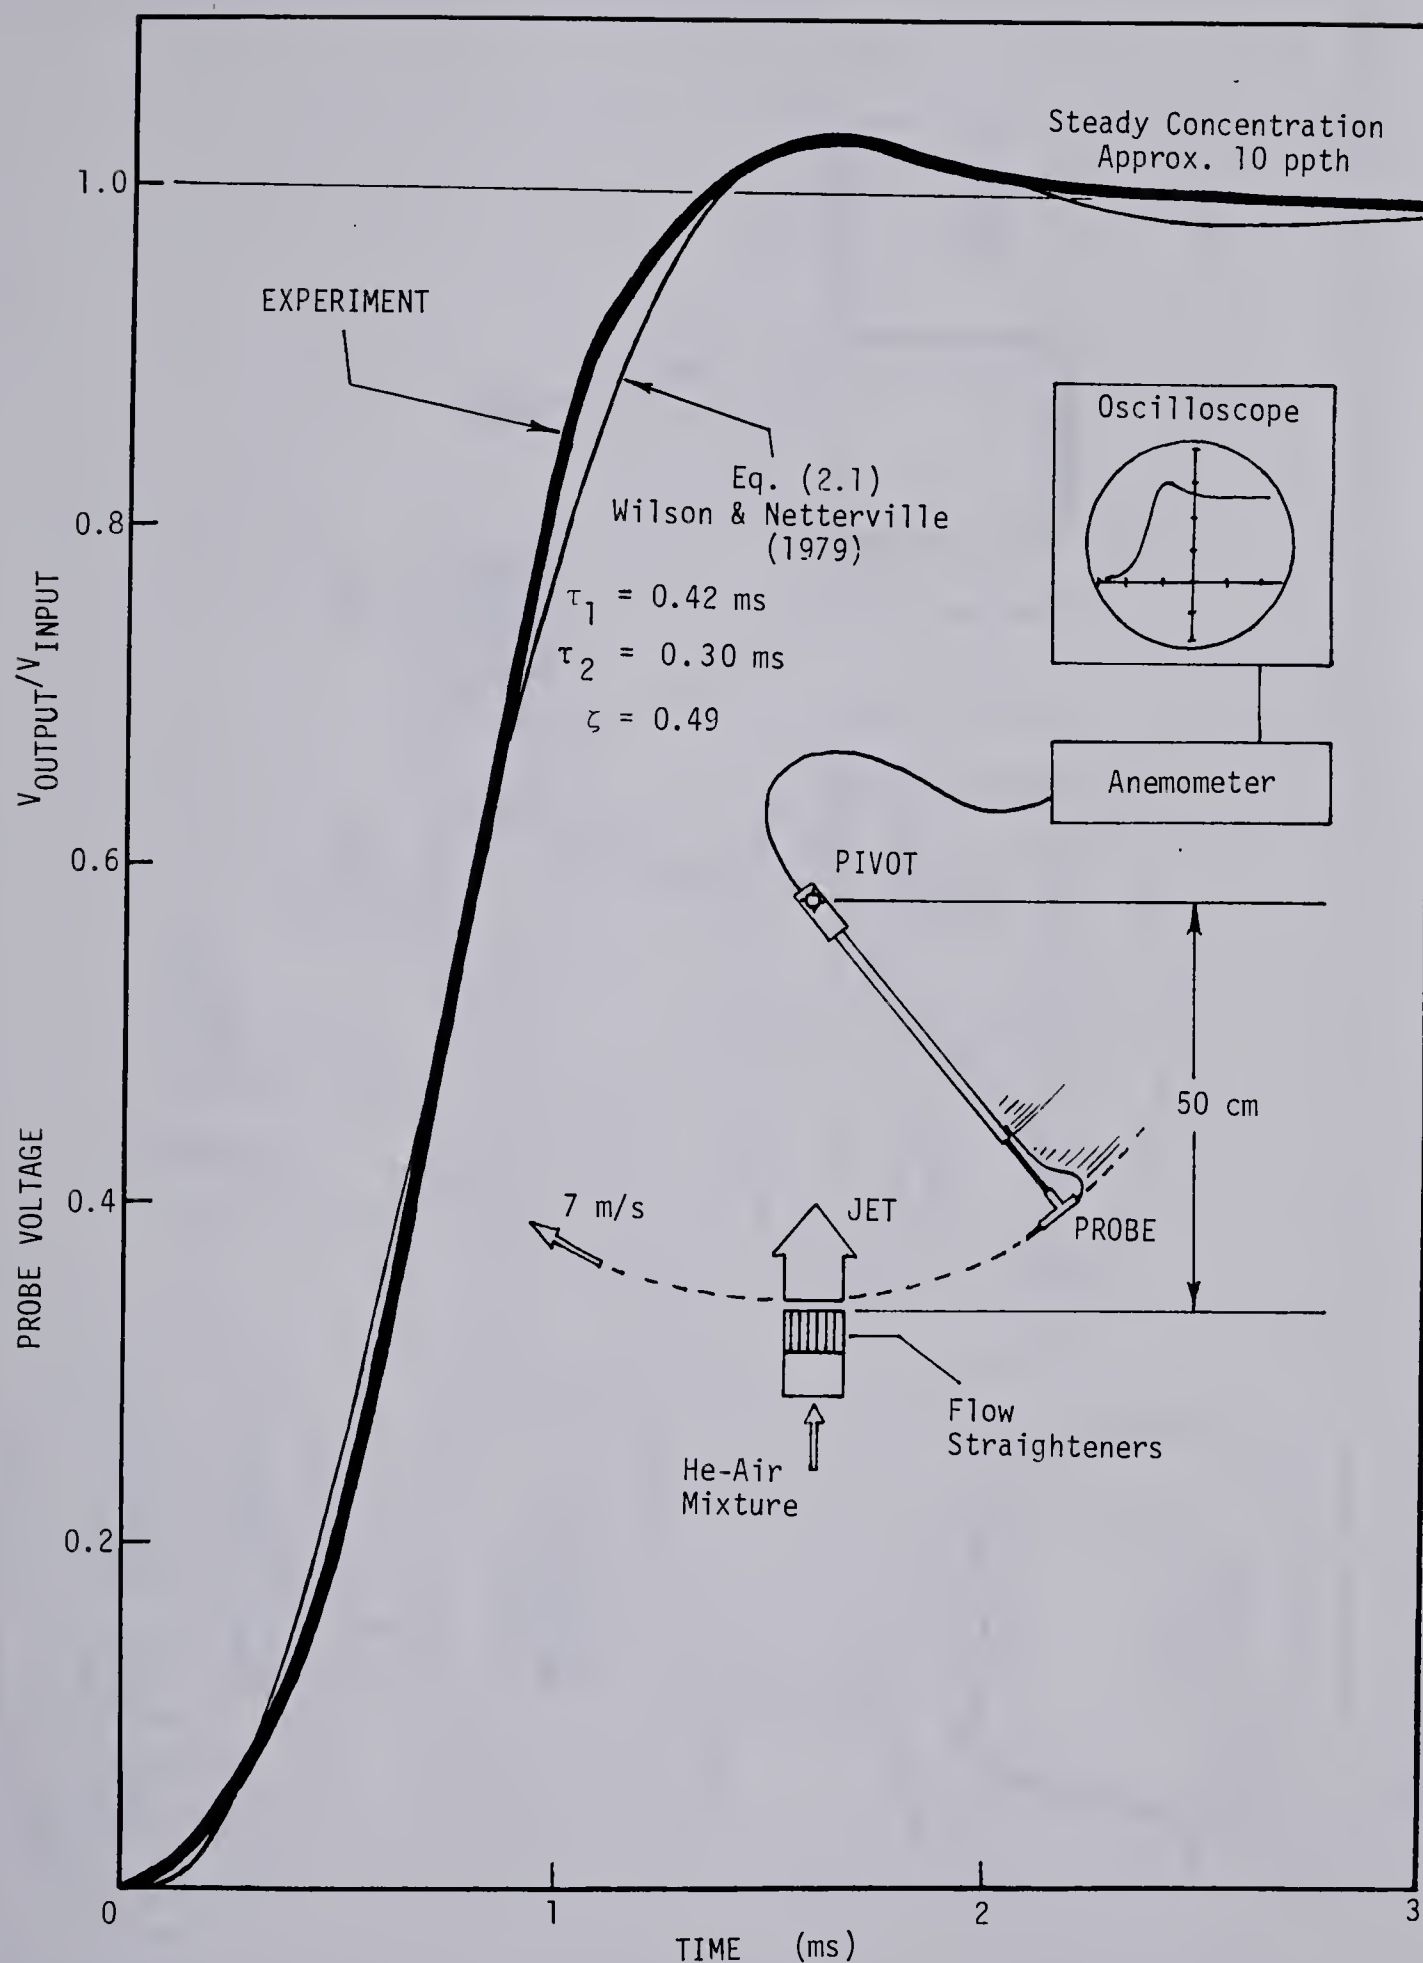 Steady Concentration
Approx. 10 ppth
1.0
EXPERIMENT
Oscilloscope
Eq. (2.1)
Wilson & Netterville
(1979)
0.8
τ1 = 0.42 ms
τ2 = 0.30 ms
ζ = 0.49
Anemometer
PROBE VOLTAGE VOUTPUT/VINPUT
0.6
PIVOT
50 cm
0.4
7 m/s
JET
PROBE
Flow
Straighteners
He-Air
Mixture
0.2
0
1
2
3
TIME (ms)